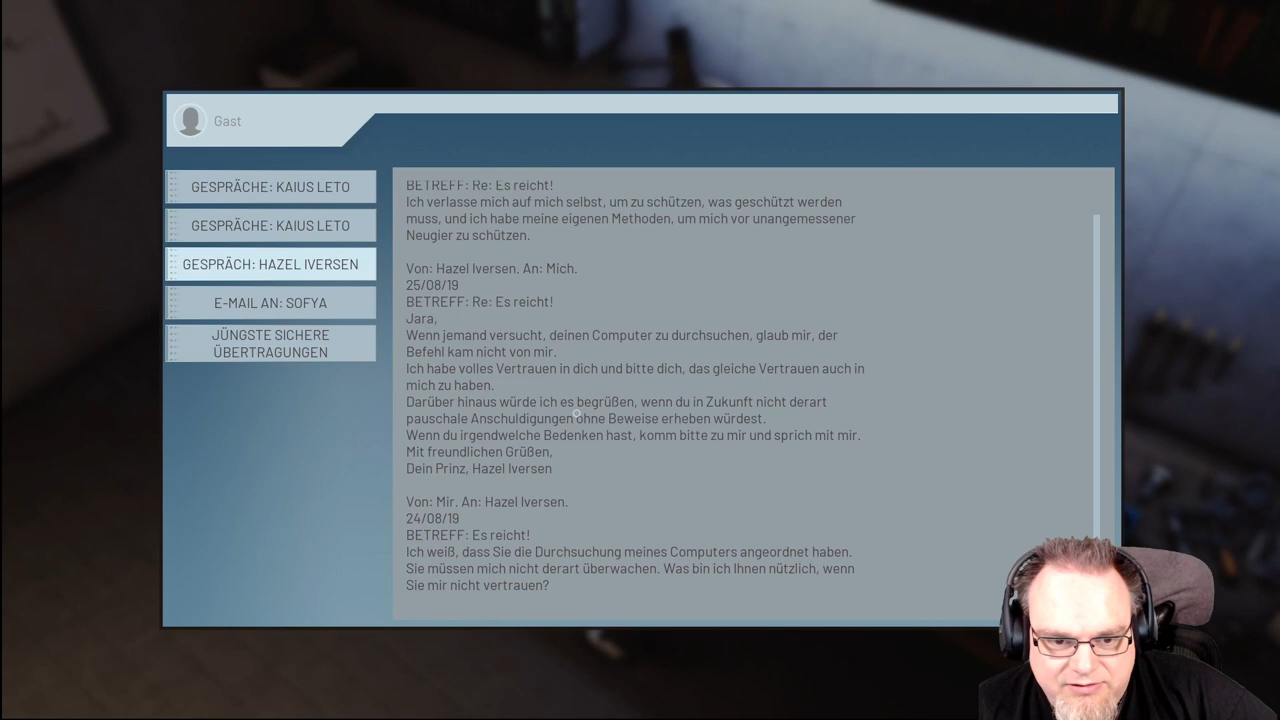 Gast
GESPRÄCHE: KAIUS LETO
GESPRÄCHE: KAIUS LETO
GESPRÄCH: HAZEL IVERSEN
E-MAIL AN: SOFYA
JÜNGSTE SICHERE
ÜBERTRAGUNGEN
BETREFF: Re: Es reicht!
Ich verlasse mich auf mich selbst, um zu schützen, was geschützt werden
muss, und ich habe meine eigenen Methoden, um mich vor unangemessener
Neugier zu schützen.
Von: Hazel Iversen. An: Mich.
25/08/19
BETREFF: Re: Es reicht!
Jara,
Wenn jemand versucht, deinen Computer zu durchsuchen, glaub mir, der
Befehl kam nicht von mir.
Ich habe volles Vertrauen in dich und bitte dich, das gleiche Vertrauen auch in
mich zu haben.
Darüber hinaus würde ich es begrüßen, wenn du in Zukunft nicht derart
pauschale Anschuldigungen ohne Beweise erheben würdest.
Wenn du irgendwelche Bedenken hast, komm bitte zu mir und sprich mit mir.
Mit freundlichen Grüßen,
Dein Prinz, Hazel Iversen
Von: Mir. An: Hazel Iversen.
24/08/19
BETREFF: Es reicht!
Ich weiß, dass Sie die Durchsuchung meines Computers angeordnet haben.
Sie müssen mich nicht derart überwachen. Was bin ich Ihnen nützlich, wenn
Sie mir nicht vertrauen?